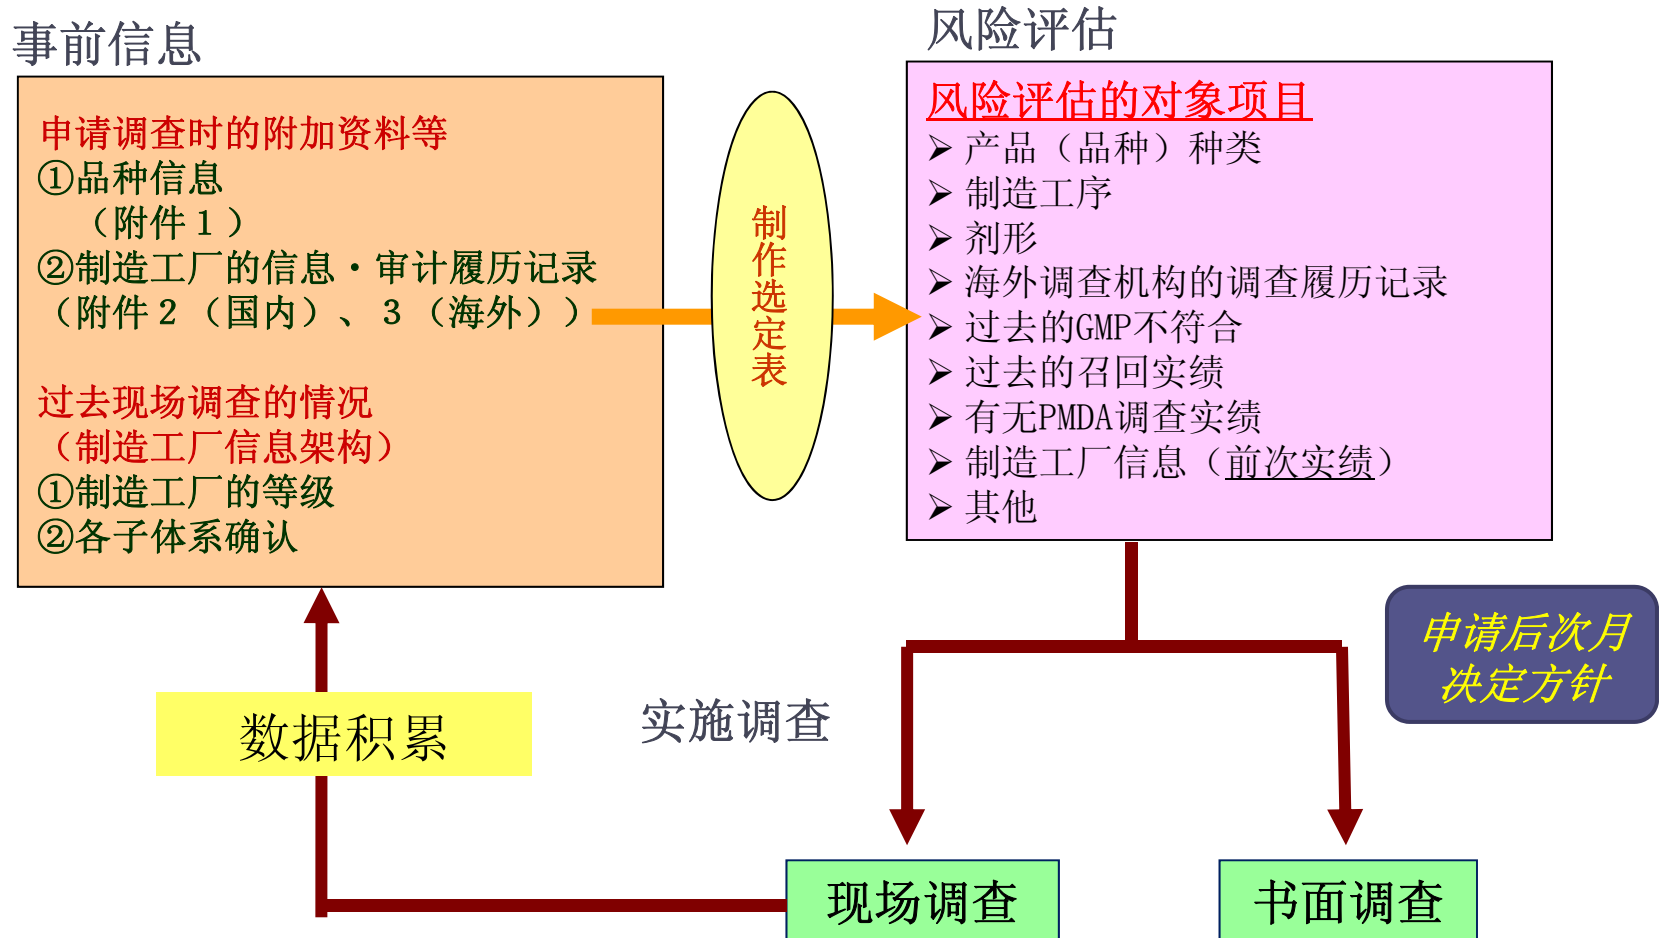 事前信息
申请调查时的附加资料等
①品种信息
（附件１）
②制造工厂的信息・审计履历记录
（附件２（国内）、３（海外））
过去现场调查的情况
（制造工厂信息架构）
①制造工厂的等级
②各子体系确认
制作选定表
风险评估
风险评估的对象项目
➢ 产品（品种）种类
➢ 制造工序
➢ 剂形
➢ 海外调查机构的调查履历记录
➢ 过去的GMP不符合
➢ 过去的召回实绩
➢ 有无PMDA调查实绩
➢ 制造工厂信息（前次实绩）
➢ 其他
申请后次月
决定方针
数据积累
实施调查
现场调查
书面调查